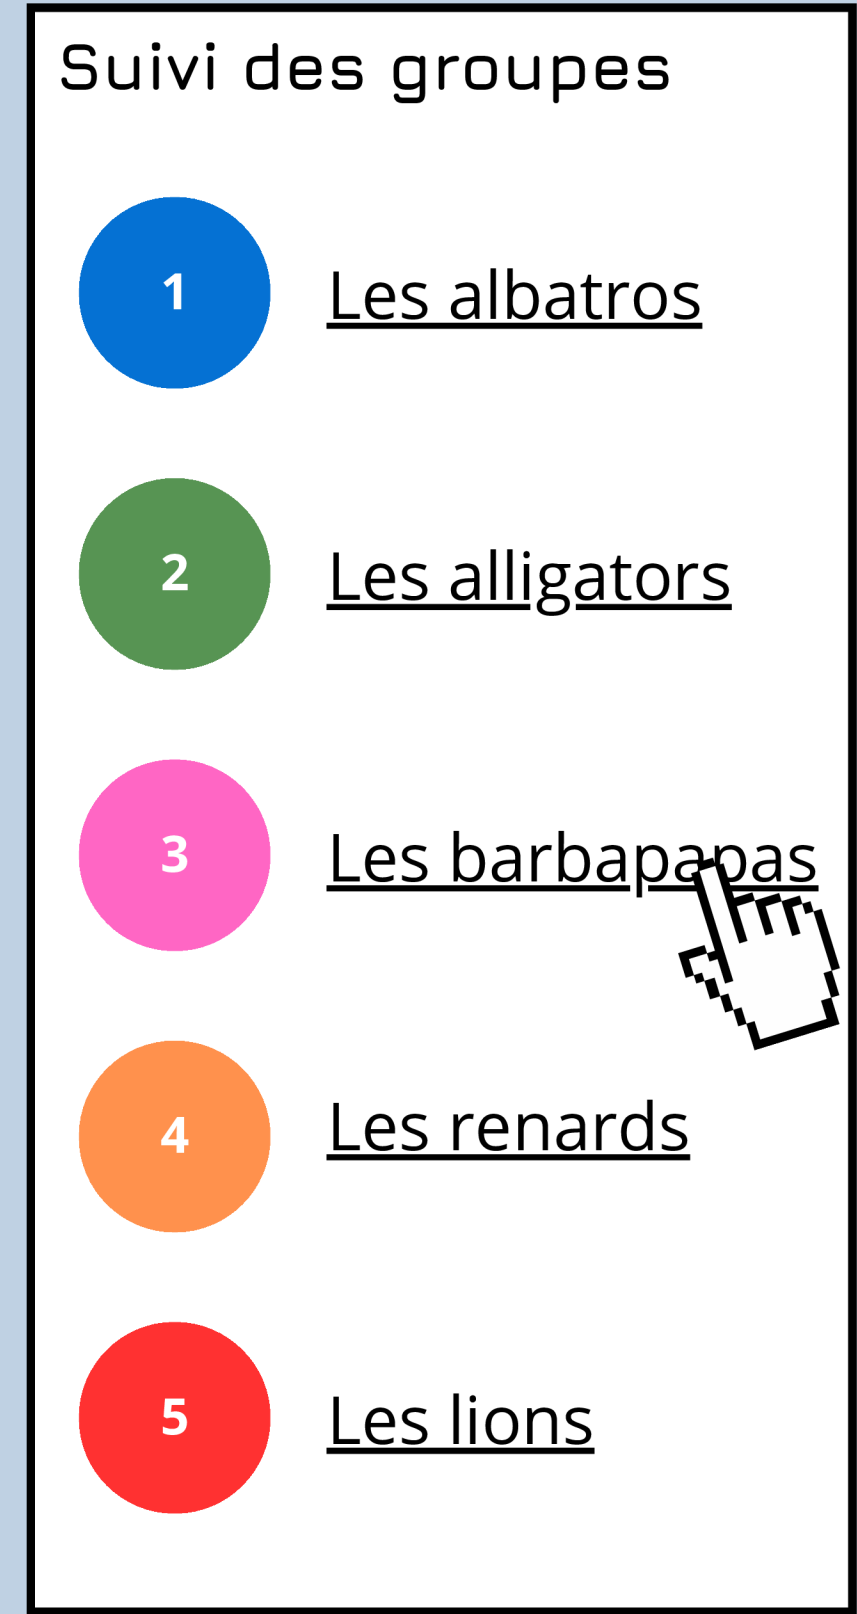 Suivi des groupes
1 Les albatros
2 Les alligators
3 Les barbapapas
4 Les renards
5 Les lions